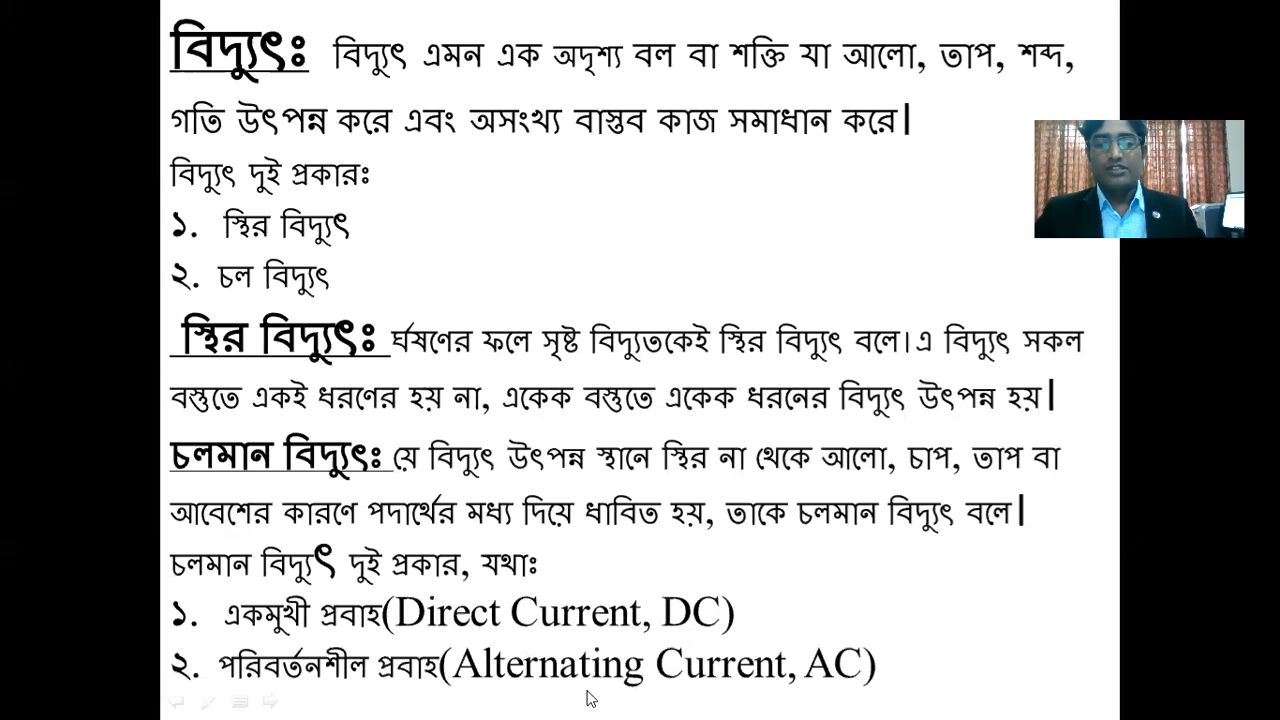 বিদ্যুৎঃ বিদ্যুৎ এমন এক অদৃশ্য বল বা শক্তি যা আলো, তাপ, শব্দ,
গতি উৎপন্ন করে এবং অসংখ্য বাস্তব কাজ সমাধান করে|
বিদ্যুৎ দুই প্রকারঃ
১. স্থির বিদ্যুৎ
২. চল বিদ্যুৎ
স্থির বিদ্যুৎঃ র্ঘষণের ফলে সৃষ্ট বিদ্যুতকেই স্থির বিদ্যুৎ বলে। এ বিদ্যুৎ সকল
বস্তুতে একই ধরণের হয় না, একেক বস্তুতে একেক ধরনের বিদ্যুৎ উৎপন্ন হয়|
চলমান বিদ্যুৎঃ যে বিদ্যুৎ উৎপন্ন স্থানে স্থির না থেকে আলো, চাপ, তাপ বা
আবেশের কারণে পদার্থের মধ্য দিয়ে ধাবিত হয়, তাকে চলমান বিদ্যুৎ বলে|
চলমান বিদ্যুৎ দুই প্রকার, যথাঃ
১. একমুখী প্রবাহ(Direct Current, DC)
২. পরিবর্তনশীল প্রবাহ(Alternating Current, AC)